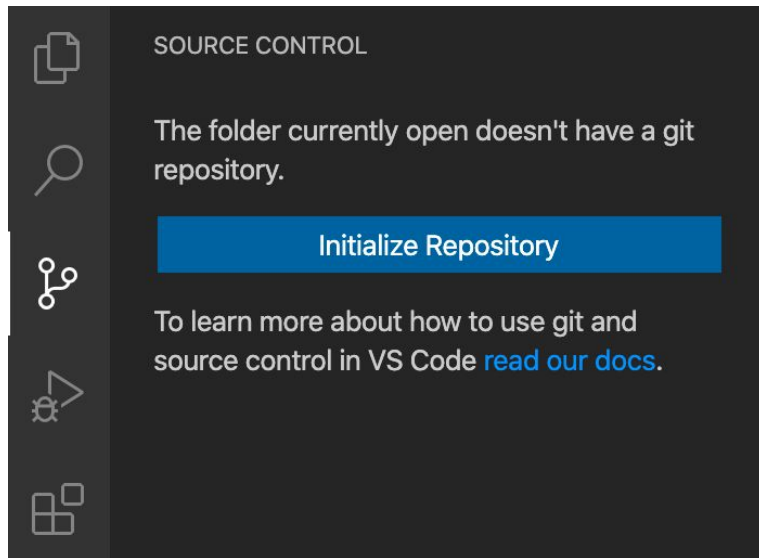 SOURCE CONTROL
The folder currently open doesn't have a git
repository.
Initialize Repository
To learn more about how to use git and
source control in VS Code read our docs.